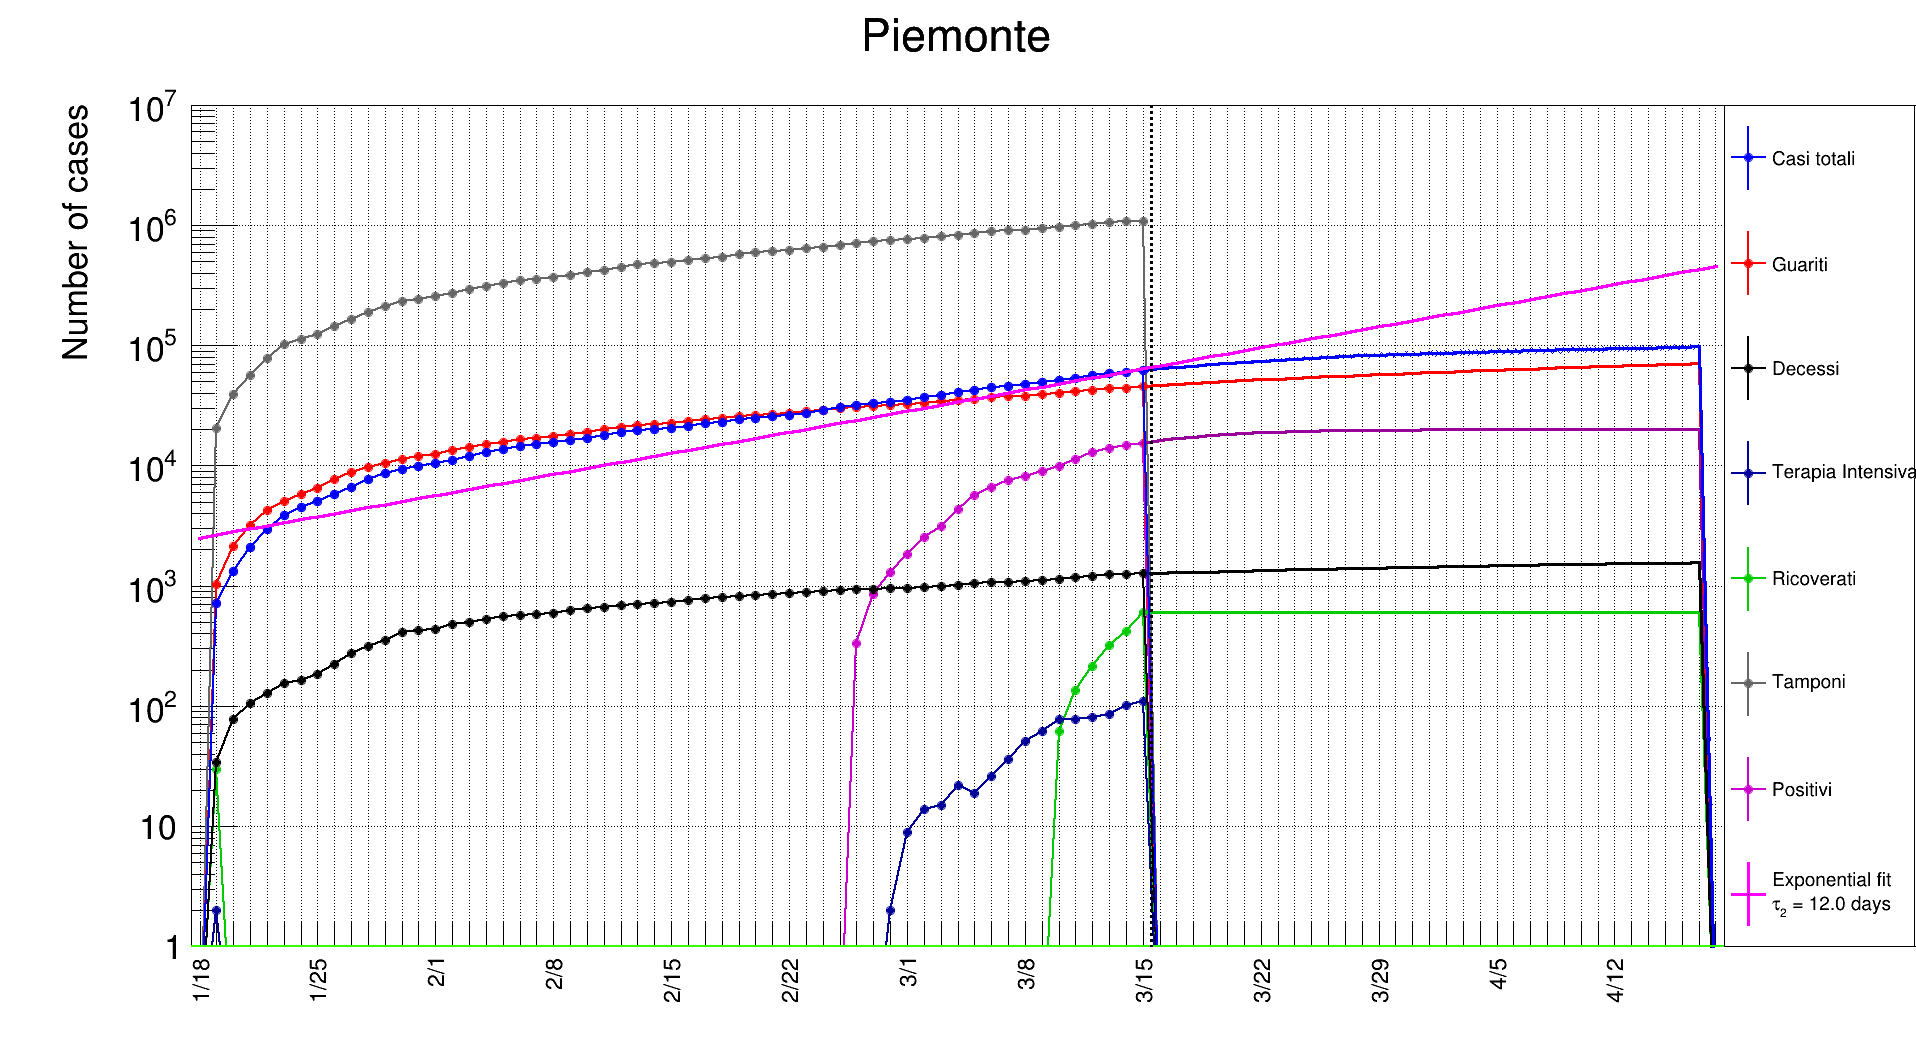 Piemonte
Number of cases
10^7
10^6
10^5
10^4
10^3
10^2
10
1
1/18
1/25
2/1
2/8
2/15
2/22
3/1
3/8
3/15
3/22
3/29
4/5
4/12
Casi totali
Guariti
Decessi
Terapia Intensiva
Ricoverati
Tamponi
Positivi
Exponential fit
τ₂ = 12.0 days